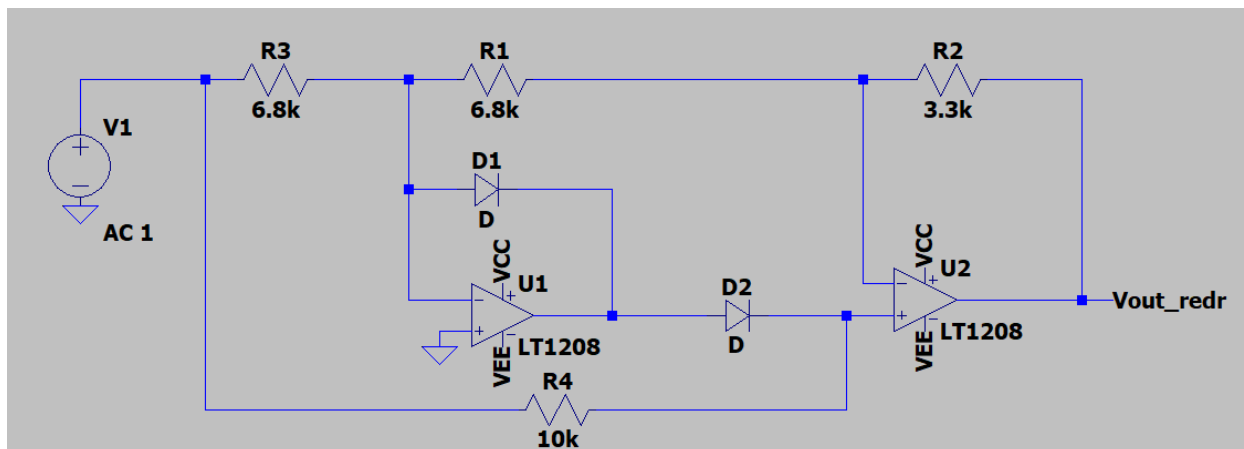 R3
R1
R2
6.8k
6.8k
3.3k
V1
+
−
AC 1
D1
D
VCC
U1
−
+
+
−
LT1208
VEE
D2
D
VCC
U2
−
+
+
−
LT1208
VEE
Vout_redr
R4
10k